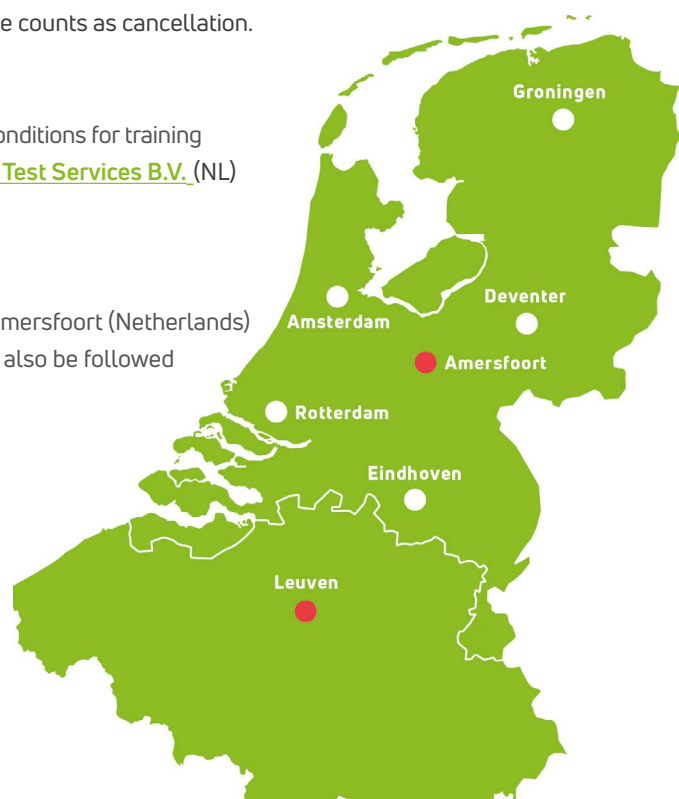 e counts as cancellation.
onditions for training
Test Services B.V. (NL)
mersfoort (Netherlands)
also be followed
Groningen
Deventer
Amsterdam
Amersfoort
Rotterdam
Eindhoven
Leuven